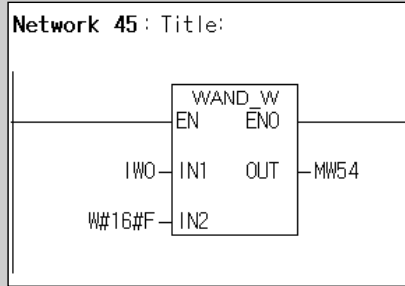 Network 45 : Title:
WAND_W
EN ENO
IW0 IN1 OUT MW54
W#16#F IN2